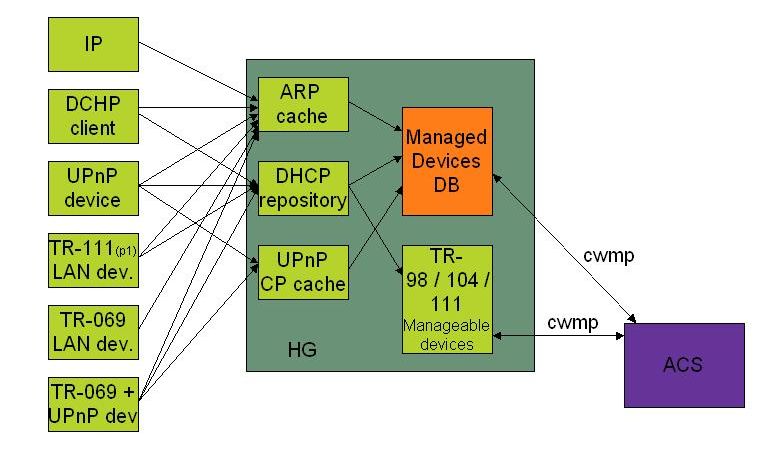 IP
DCHP
client
UPnP
device
TR-111(p1)
LAN dev.
TR-069
LAN dev.
TR-069 +
UPnP dev
ARP
cache
DHCP
repository
UPnP
CP cache
HG
Managed
Devices
DB
TR-
98 / 104 /
111
Manageable
devices
cwmp
cwmp
ACS